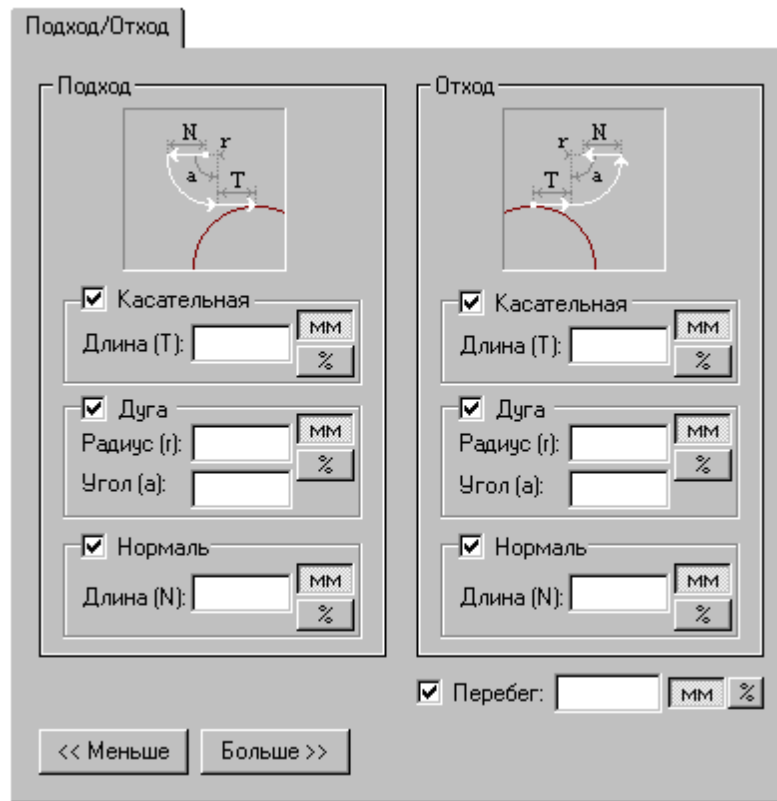 Подход/Отход
Подход
N
r
a
T
Касательная
Длина (T):
мм
%
Дуга
Радиус (r):
мм
%
Угол (a):
Нормаль
Длина (N):
мм
%
Отход
N
r
a
T
Касательная
Длина (T):
мм
%
Дуга
Радиус (r):
мм
%
Угол (a):
Нормаль
Длина (N):
мм
%
Перебег: мм %
<< Меньше Больше >>